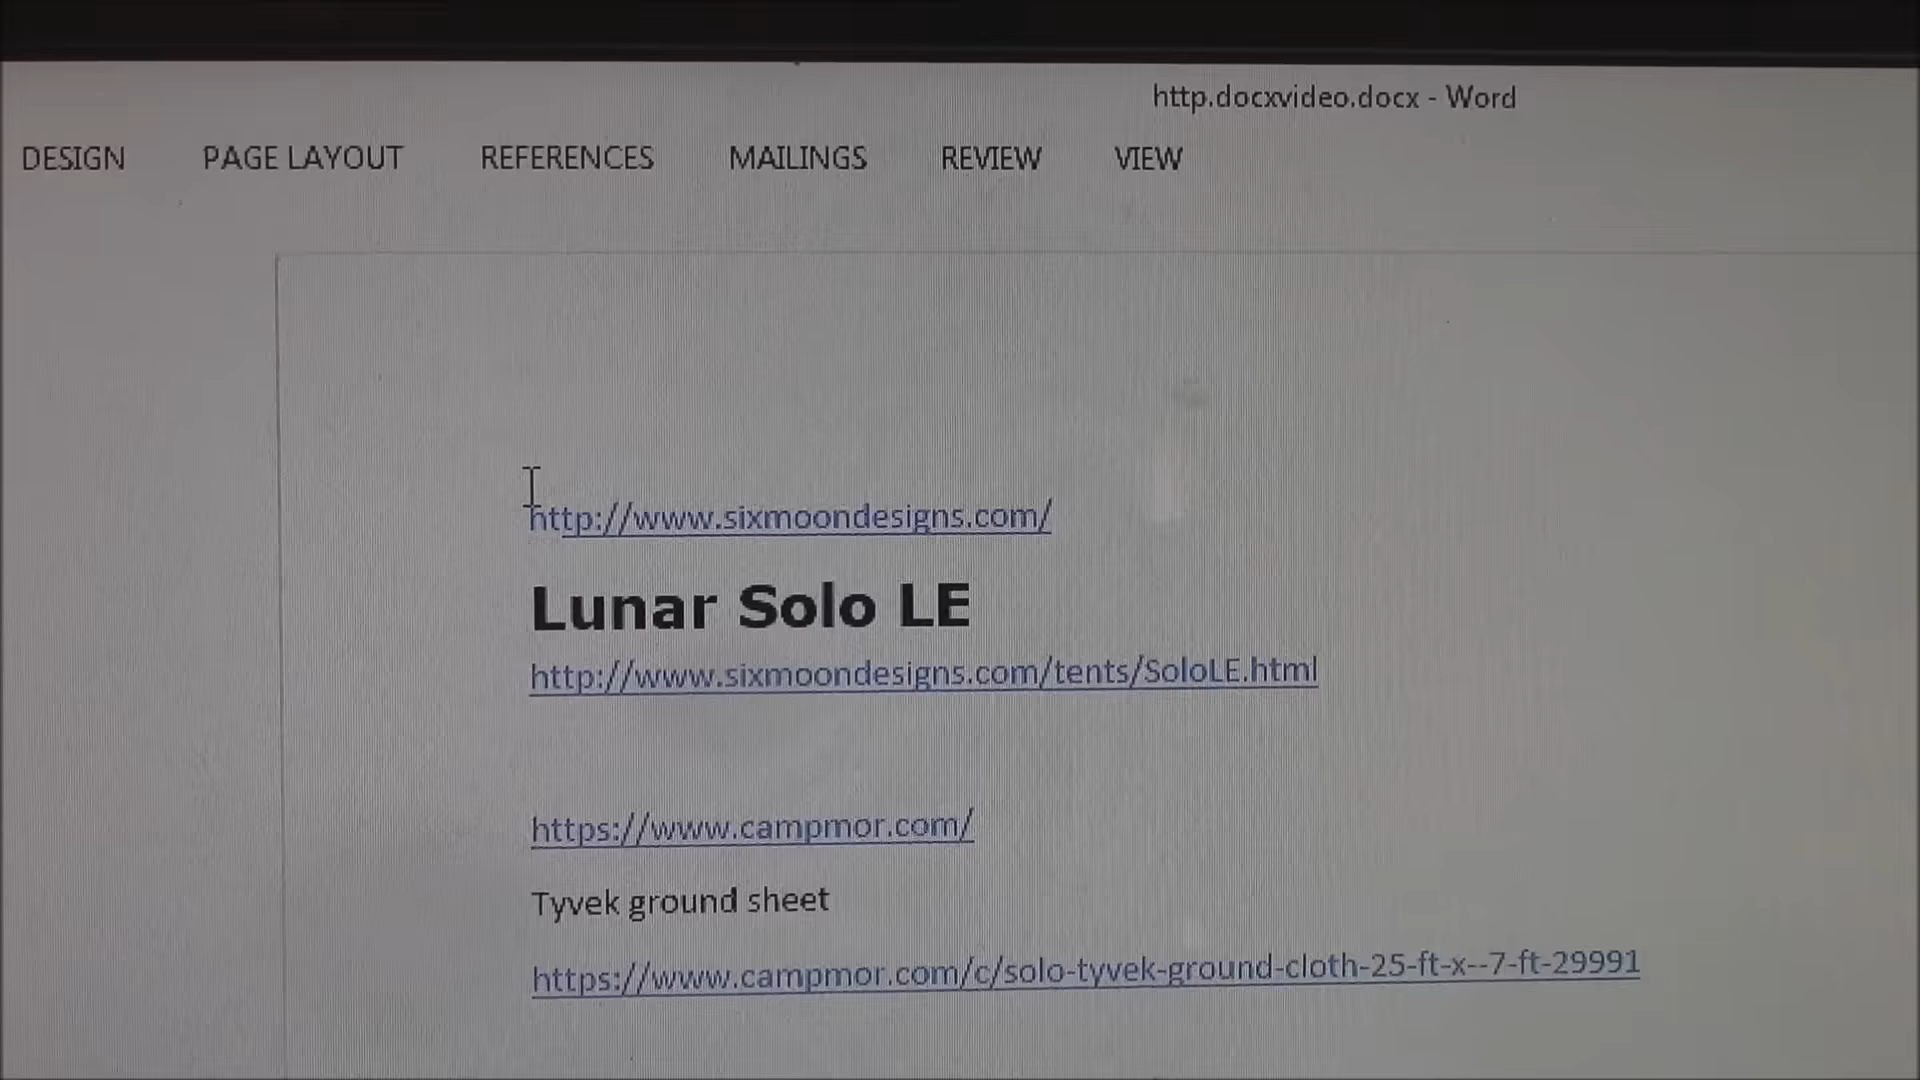 http.docxvideo.docx - Word
DESIGN PAGE LAYOUT REFERENCES MAILINGS REVIEW VIEW
http://www.sixmoondesigns.com/
Lunar Solo LE
http://www.sixmoondesigns.com/tents/SoloLE.html
https://www.campmor.com/
Tyvek ground sheet
https://www.campmor.com/c/solo-tyvek-ground-cloth-25-ft-x--7-ft-29991